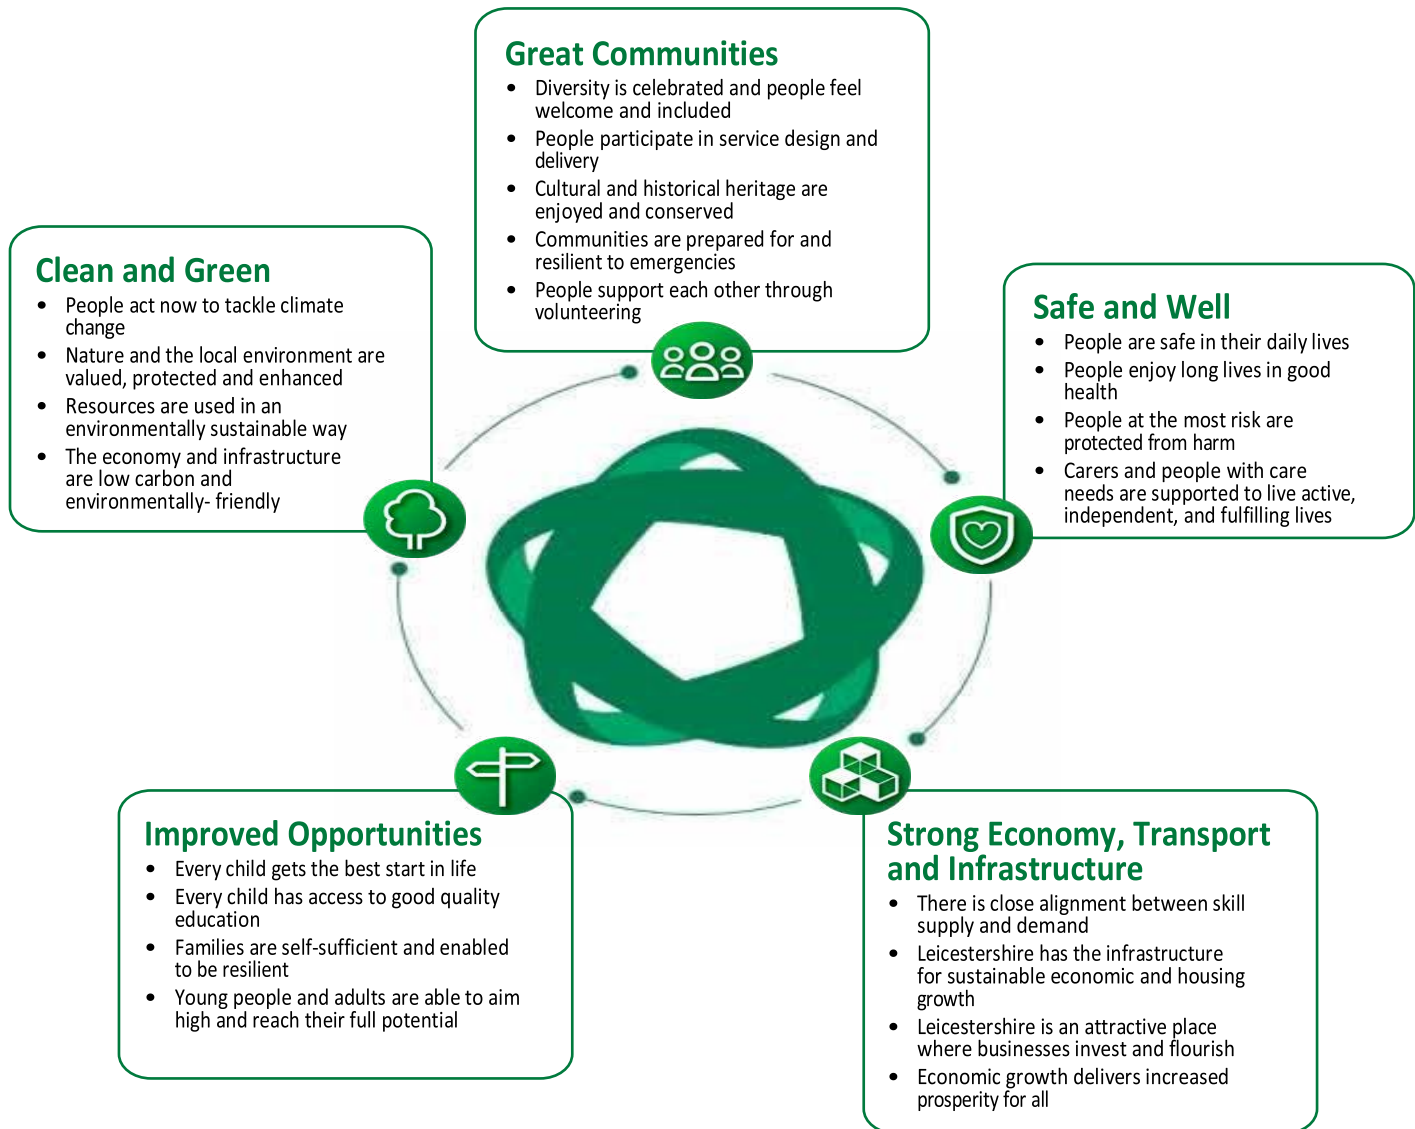 Great Communities
• Diversity is celebrated and people feel
welcome and included
• People participate in service design and
delivery
• Cultural and historical heritage are
enjoyed and conserved
• Communities are prepared for and
resilient to emergencies
• People support each other through
volunteering
Clean and Green
• People act now to tackle climate
change
• Nature and the local environment are
valued, protected and enhanced
• Resources are used in an
environmentally sustainable way
• The economy and infrastructure
are low carbon and
environmentally- friendly
Safe and Well
• People are safe in their daily lives
• People enjoy long lives in good
health
• People at the most risk are
protected from harm
• Carers and people with care
needs are supported to live active,
independent, and fulfilling lives
Improved Opportunities
• Every child gets the best start in life
• Every child has access to good quality
education
• Families are self-sufficient and enabled
to be resilient
• Young people and adults are able to aim
high and reach their full potential
Strong Economy, Transport
and Infrastructure
• There is close alignment between skill
supply and demand
• Leicestershire has the infrastructure
for sustainable economic and housing
growth
• Leicestershire is an attractive place
where businesses invest and flourish
• Economic growth delivers increased
prosperity for all